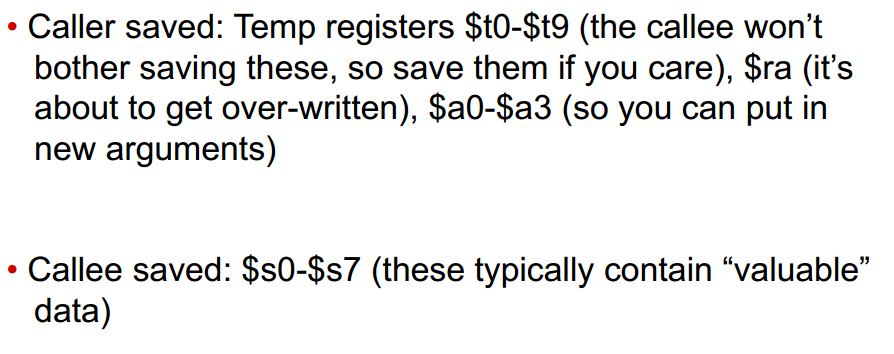 • Caller saved: Temp registers $t0-$t9 (the callee won’t
bother saving these, so save them if you care), $ra (it’s
about to get over-written), $a0-$a3 (so you can put in
new arguments)
• Callee saved: $s0-$s7 (these typically contain “valuable”
data)